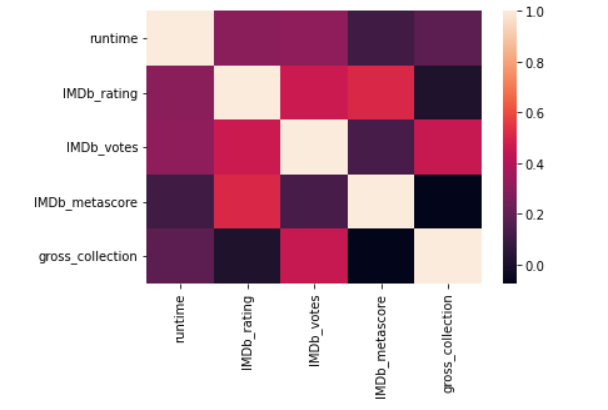 runtime
IMDb_rating
IMDb_votes
IMDb_metascore
gross_collection
1.0
0.8
0.6
0.4
0.2
0.0
runtime
IMDb_rating
IMDb_votes
IMDb_metascore
gross_collection